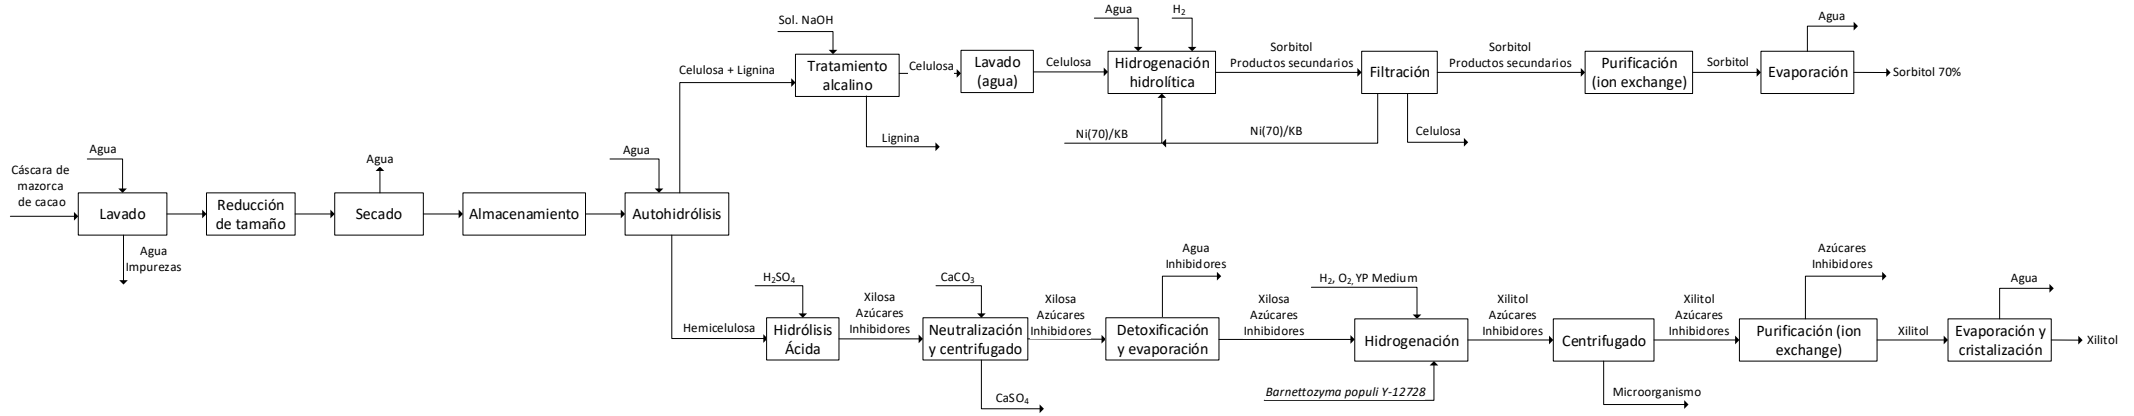 Cáscara de
mazorca
de cacao
Agua
Lavado
Agua
Impurezas
Reducción
de tamaño
Agua
Secado
Almacenamiento
Agua
Autohidrólisis
Celulosa + Lignina
Sol. NaOH
Tratamiento
alcalino
Lignina
Celulosa
Lavado
(agua)
Celulosa
Agua
H₂
Hidrogenación
hidrolítica
Ni(70)/KB
Ni(70)/KB
Sorbitol
Productos secundarios
Filtración
Celulosa
Sorbitol
Productos secundarios
Purificación
(ion exchange)
Sorbitol
Agua
Evaporación
Sorbitol 70%
Hemicelulosa
H₂SO₄
Hidrólisis
Ácida
Xilosa
Azúcares
Inhibidores
CaCO₃
Neutralización
y centrifugado
CaSO₄
Xilosa
Azúcares
Inhibidores
Agua
Inhibidores
Detoxificación
y evaporación
Xilosa
Azúcares
Inhibidores
H₂, O₂, YP Medium
Hidrogenación
Barnettozyma populi Y-12728
Xilitol
Azúcares
Inhibidores
Centrifugado
Microorganismo
Xilitol
Azúcares
Inhibidores
Azúcares
Inhibidores
Purificación (ion
exchange)
Xilitol
Agua
Evaporación y
cristalización
Xilitol